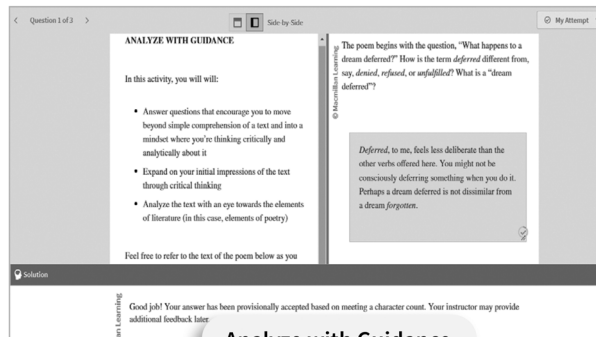 Question 1 of 3
Side by Side
My Attempt
ANALYZE WITH GUIDANCE
In this activity, you will will:
• Answer questions that encourage you to move
beyond simple comprehension of a text and into a
mindset where you're thinking critically and
analytically about it
• Expand on your initial impressions of the text
through critical thinking
• Analyze the text with an eye towards the elements
of literature (in this case, elements of poetry)
Feel free to refer to the text of the poem below as you
© Macmillan Learning
The poem begins with the question, "What happens to a
dream deferred?" How is the term deferred different from,
say, denied, refused, or unfulfilled? What is a "dream
deferred"?
Deferred, to me, feels less deliberate than the
other verbs offered here. You might not be
consciously deferring something when you do it.
Perhaps a dream deferred is not dissimilar from
a dream forgotten.
Solution
an Learning
Good job! Your answer has been provisionally accepted based on meeting a character count. Your instructor may provide
additional feedback later.
Analyze with Guidance